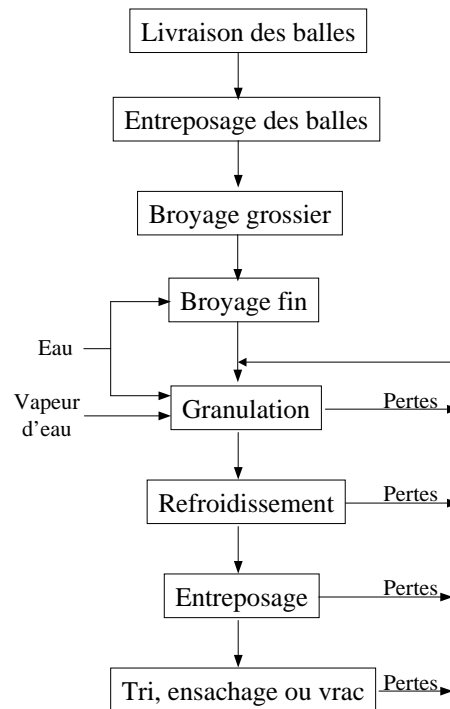 Livraison des balles
Entreposage des balles
Broyage grossier
Broyage fin
Eau
Vapeur
d'eau
Granulation
Pertes
Refroidissement
Pertes
Entreposage
Pertes
Tri, ensachage ou vrac
Pertes